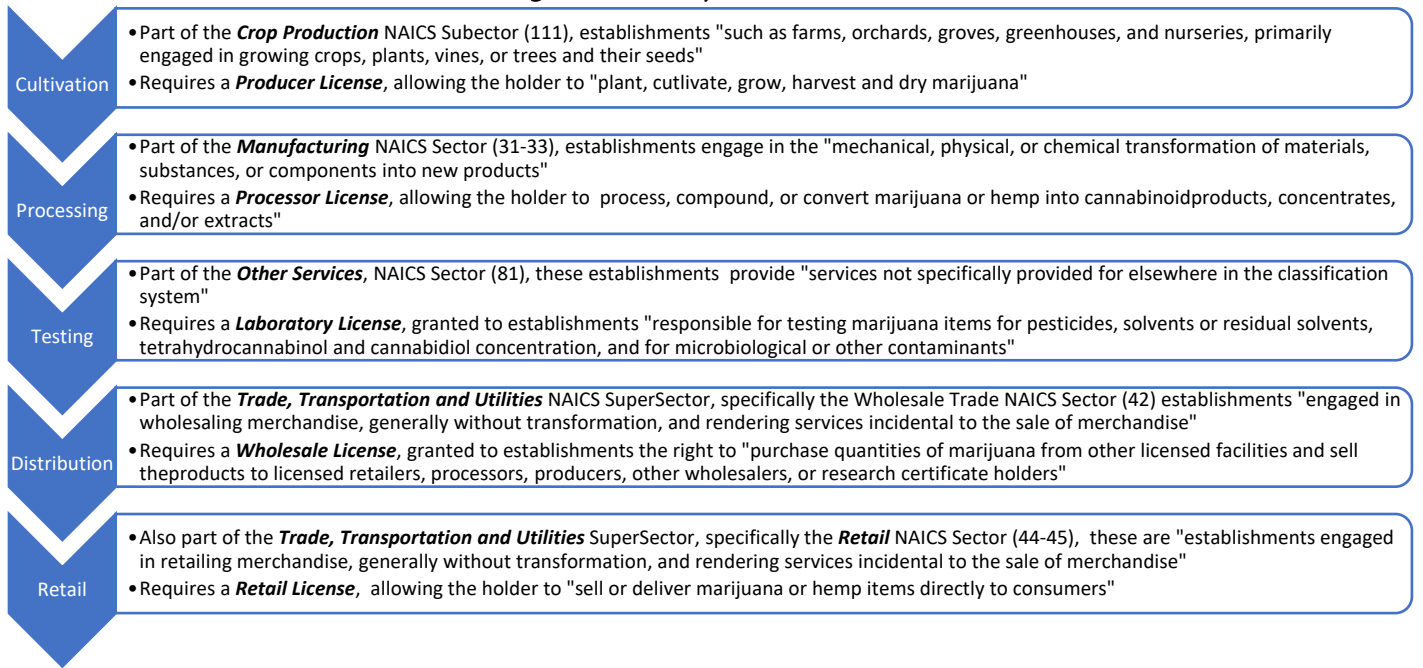 Cultivation
•Part of the Crop Production NAICS Subector (111), establishments "such as farms, orchards, groves, greenhouses, and nurseries, primarily
engaged in growing crops, plants, vines, or trees and their seeds"
•Requires a Producer License, allowing the holder to "plant, cutlivate, grow, harvest and dry marijuana"
Processing
•Part of the Manufacturing NAICS Sector (31-33), establishments engage in the "mechanical, physical, or chemical transformation of materials,
substances, or components into new products"
•Requires a Processor License, allowing the holder to process, compound, or convert marijuana or hemp into cannabinoidproducts, concentrates,
and/or extracts"
Testing
•Part of the Other Services, NAICS Sector (81), these establishments provide "services not specifically provided for elsewhere in the classification
system"
•Requires a Laboratory License, granted to establishments "responsible for testing marijuana items for pesticides, solvents or residual solvents,
tetrahydrocannabinol and cannabidiol concentration, and for microbiological or other contaminants"
Distribution
•Part of the Trade, Transportation and Utilities NAICS SuperSector, specifically the Wholesale Trade NAICS Sector (42) establishments "engaged in
wholesaling merchandise, generally without transformation, and rendering services incidental to the sale of merchandise"
•Requires a Wholesale License, granted to establishments the right to "purchase quantities of marijuana from other licensed facilities and sell
theproducts to licensed retailers, processors, producers, other wholesalers, or research certificate holders"
Retail
•Also part of the Trade, Transportation and Utilities SuperSector, specifically the Retail NAICS Sector (44-45), these are "establishments engaged
in retailing merchandise, generally without transformation, and rendering services incidental to the sale of merchandise"
•Requires a Retail License, allowing the holder to "sell or deliver marijuana or hemp items directly to consumers"